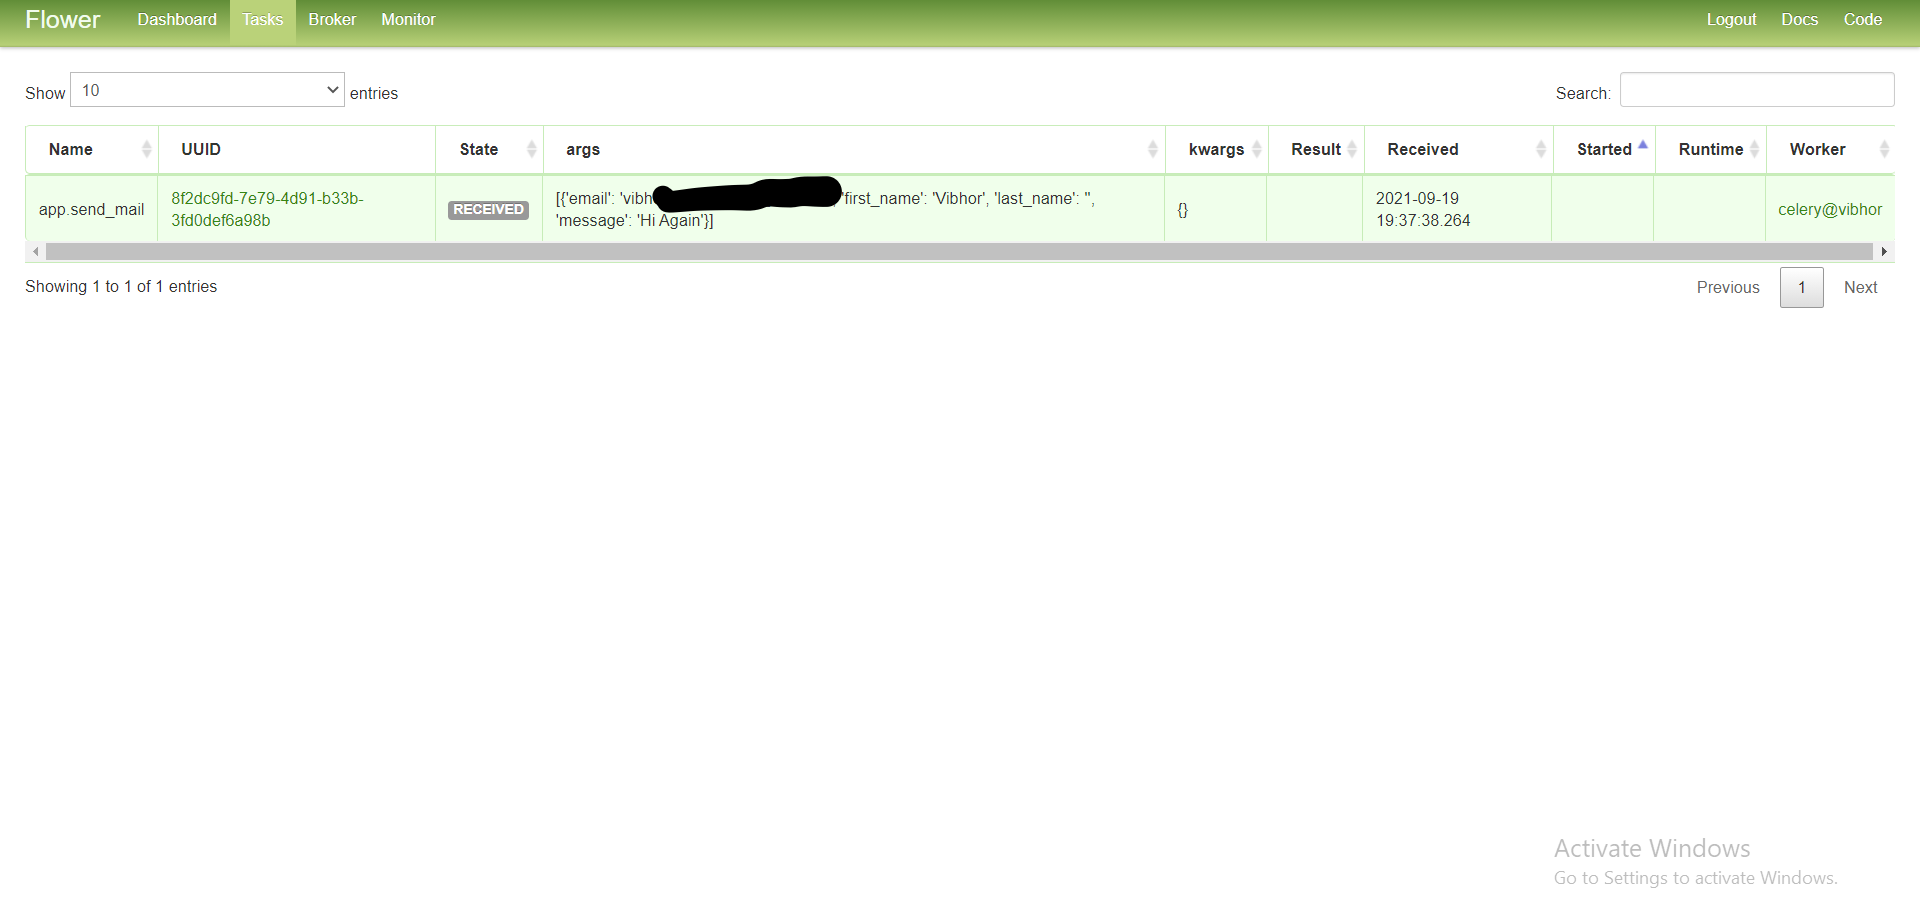 Flower Dashboard Tasks Broker Monitor Logout Docs Code
Show 10 entries Search:
Name UUID State args kwargs Result Received Started Runtime Worker
app.send_mail 8f2dc9fd-7e79-4d91-b33b- RECEIVED [{'email': 'vibh 'first_name': 'Vibhor', 'last_name': '', {} 2021-09-19 celery@vibhor
3fd0def6a98b 'message': 'Hi Again'}] 19:37:38.264
Showing 1 to 1 of 1 entries Previous 1 Next
Activate Windows
Go to Settings to activate Windows.